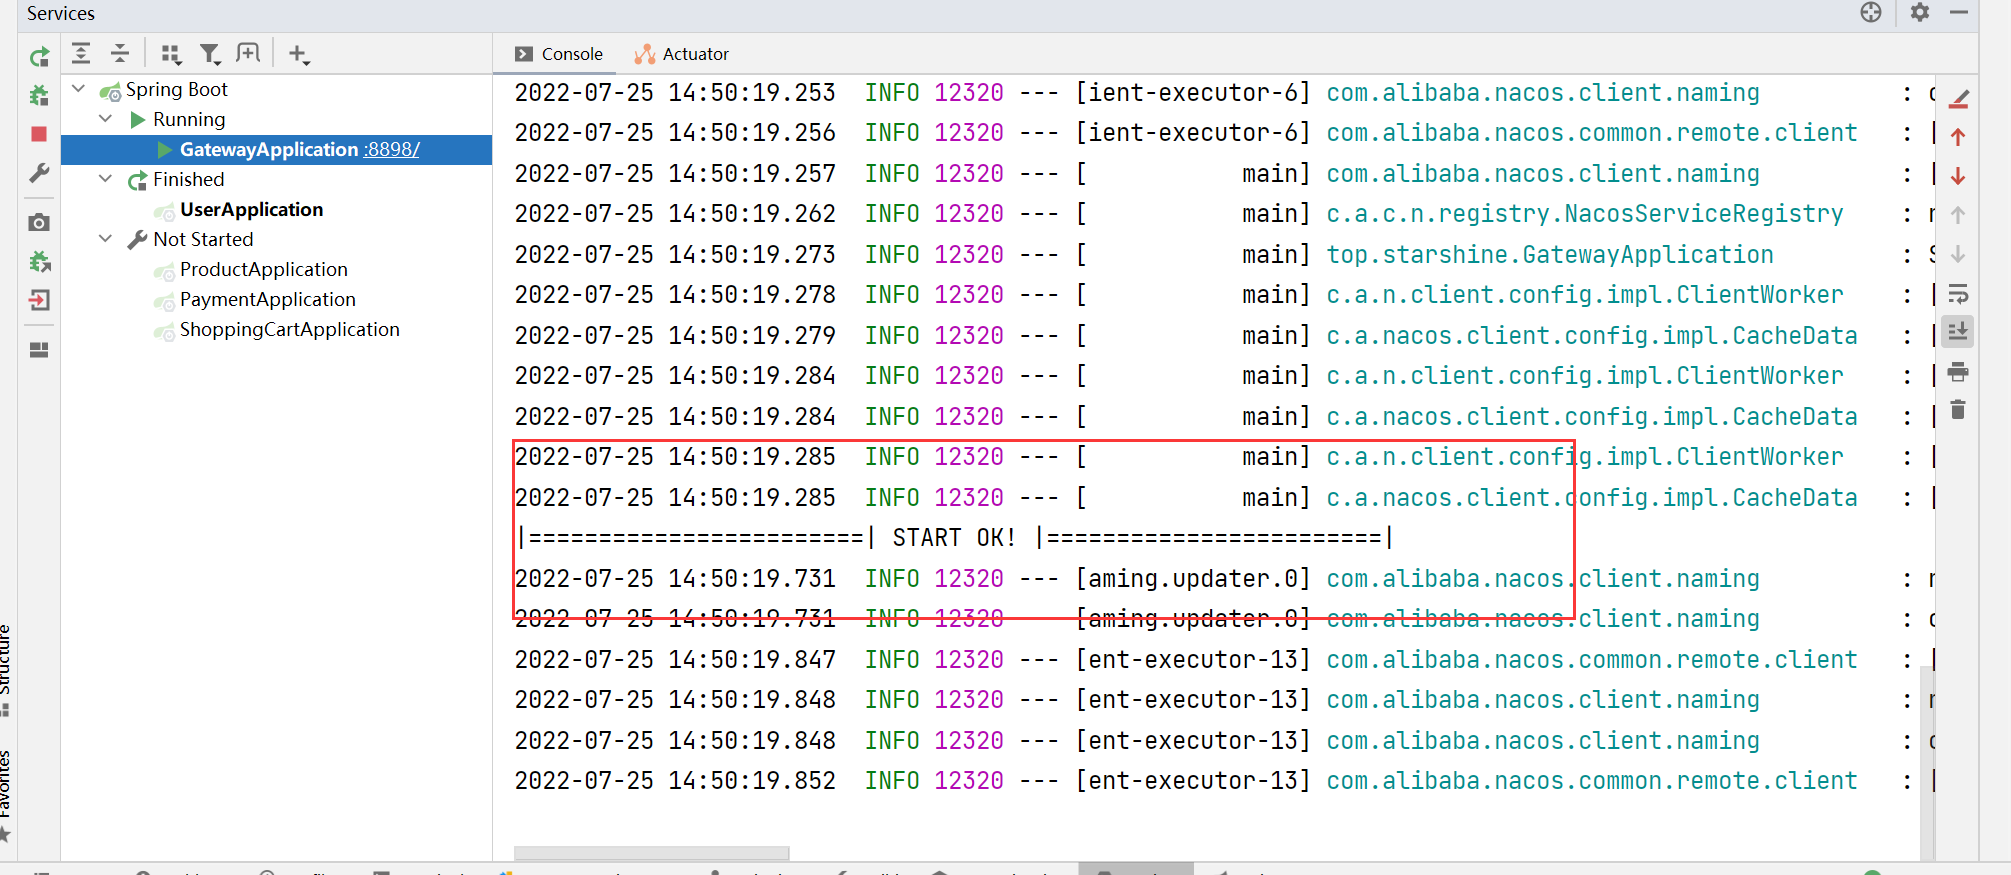 Services
Console
Actuator
Spring Boot
Running
GatewayApplication :8898/
Finished
UserApplication
Not Started
ProductApplication
PaymentApplication
ShoppingCartApplication
2022-07-25 14:50:19.253  INFO 12320 --- [ient-executor-6] com.alibaba.nacos.client.naming          :
2022-07-25 14:50:19.256  INFO 12320 --- [ient-executor-6] com.alibaba.nacos.common.remote.client   : [
2022-07-25 14:50:19.257  INFO 12320 --- [           main] com.alibaba.nacos.client.naming          : [
2022-07-25 14:50:19.262  INFO 12320 --- [           main] c.a.c.n.registry.NacosServiceRegistry    :
2022-07-25 14:50:19.273  INFO 12320 --- [           main] top.starshine.GatewayApplication         : S
2022-07-25 14:50:19.278  INFO 12320 --- [           main] c.a.n.client.config.impl.ClientWorker    : [
2022-07-25 14:50:19.279  INFO 12320 --- [           main] c.a.nacos.client.config.impl.CacheData   : [
2022-07-25 14:50:19.284  INFO 12320 --- [           main] c.a.n.client.config.impl.ClientWorker    : [
2022-07-25 14:50:19.284  INFO 12320 --- [           main] c.a.nacos.client.config.impl.CacheData   : [
2022-07-25 14:50:19.285  INFO 12320 --- [           main] c.a.n.client.config.impl.ClientWorker    : [
2022-07-25 14:50:19.285  INFO 12320 --- [           main] c.a.nacos.client.config.impl.CacheData   : [
|========================| START OK! |========================|
2022-07-25 14:50:19.731  INFO 12320 --- [aming.updater.0] com.alibaba.nacos.client.naming          :
2022-07-25 14:50:19.731  INFO 12320 --- [aming.updater.0] com.alibaba.nacos.client.naming          :
2022-07-25 14:50:19.847  INFO 12320 --- [ent-executor-13] com.alibaba.nacos.common.remote.client   : [
2022-07-25 14:50:19.848  INFO 12320 --- [ent-executor-13] com.alibaba.nacos.client.naming          :
2022-07-25 14:50:19.848  INFO 12320 --- [ent-executor-13] com.alibaba.nacos.client.naming          :
2022-07-25 14:50:19.852  INFO 12320 --- [ent-executor-13] com.alibaba.nacos.common.remote.client   : [
Structure
Favorites